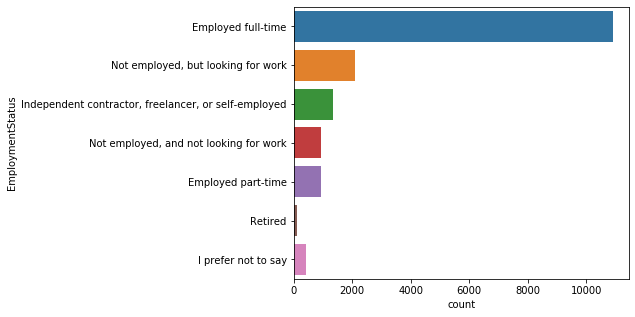 Employed full-time
Not employed, but looking for work
Independent contractor, freelancer, or self-employed
Not employed, and not looking for work
Employed part-time
Retired
I prefer not to say
EmploymentStatus
0 2000 4000 6000 8000 10000
count